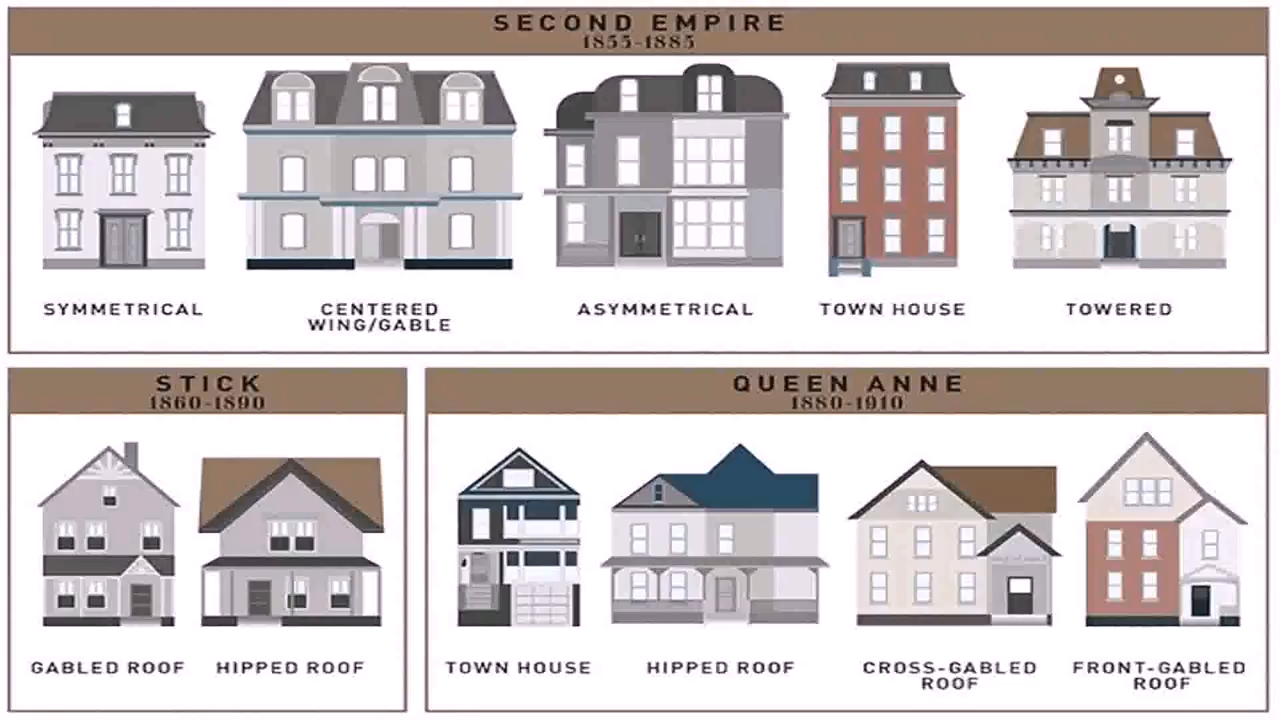 SECOND EMPIRE
1855-1885
SYMMETRICAL
CENTERED
WING/GABLE
ASYMMETRICAL
TOWN HOUSE
TOWERED
STICK
1860-1890
GABLED ROOF
HIPPED ROOF
QUEEN ANNE
1880-1910
TOWN HOUSE
HIPPED ROOF
CROSS-GABLED
ROOF
FRONT-GABLED
ROOF